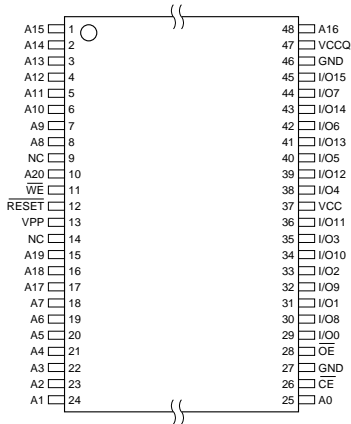 A15 1 48 A16
A14 2 47 VCCQ
A13 3 46 GND
A12 4 45 I/O15
A11 5 44 I/O7
A10 6 43 I/O14
A9 7 42 I/O6
A8 8 41 I/O13
NC 9 40 I/O5
A20 10 39 I/O12
WE 11 38 I/O4
RESET 12 37 VCC
VPP 13 36 I/O11
NC 14 35 I/O3
A19 15 34 I/O10
A18 16 33 I/O2
A17 17 32 I/O9
A7 18 31 I/O1
A6 19 30 I/O8
A5 20 29 I/O0
A4 21 28 OE
A3 22 27 GND
A2 23 26 CE
A1 24 25 A0